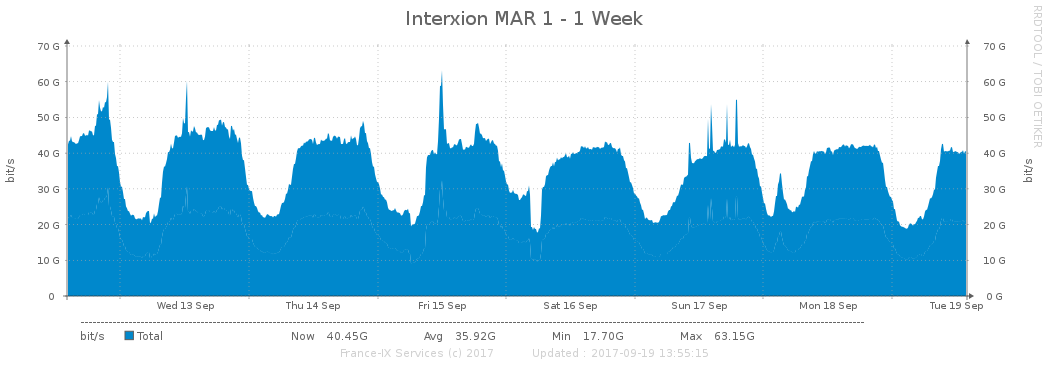 Interxion MAR 1 - 1 Week
RRDTOOL / TOBI OETIKER
70 G 70 G
60 G 60 G
50 G 50 G
40 G 40 G
30 G 30 G
20 G 20 G
10 G 10 G
0 0 G
bit/s bit/s
Wed 13 Sep Thu 14 Sep Fri 15 Sep Sat 16 Sep Sun 17 Sep Mon 18 Sep Tue 19 Sep
bit/s Total Now 40.45G Avg 35.92G Min 17.70G Max 63.15G
France-IX Services (c) 2017 Updated : 2017-09-19 13:55:15